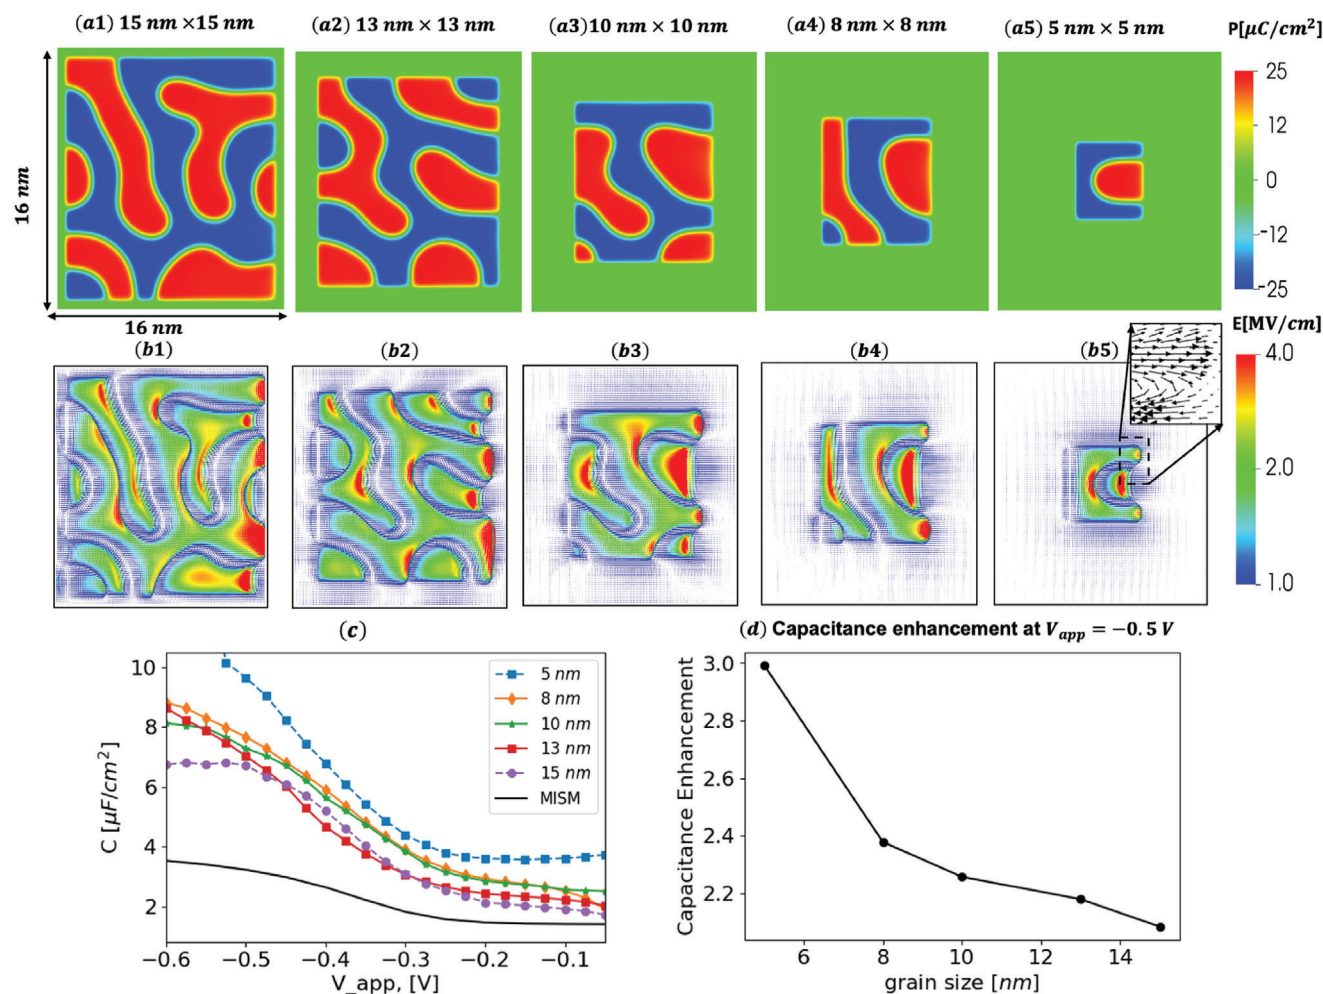 (a1) 15 nm ×15 nm
(a2) 13 nm × 13 nm
(a3)10 nm × 10 nm
(a4) 8 nm × 8 nm
(a5) 5 nm × 5 nm
P[μC/cm²]
25
12
0
-12
-25
16 nm
16 nm
(b1)
(b2)
(b3)
(b4)
(b5)
E[MV/cm]
4.0
2.0
1.0
(c)
10
8
6
4
2
C [μF/cm²]
5 nm
8 nm
10 nm
13 nm
15 nm
MISM
−0.6
−0.5
−0.4
−0.3
−0.2
−0.1
V_app, [V]
(d) Capacitance enhancement at V_app = −0.5 V
3.0
2.8
2.6
2.4
2.2
Capacitance Enhancement
6
8
10
12
14
grain size [nm]